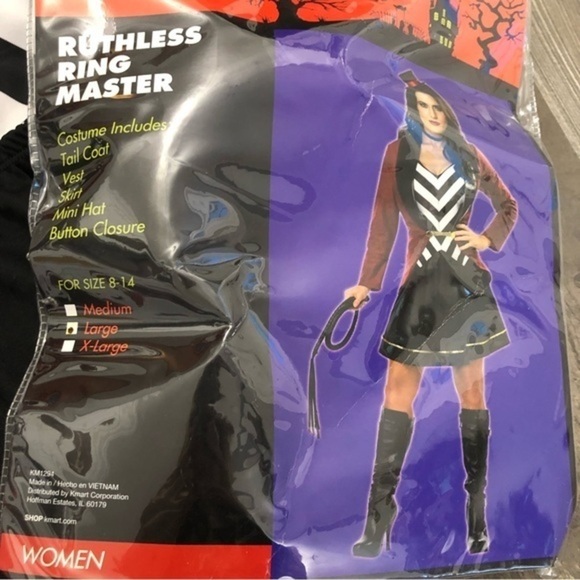 RUTHLESS
RING
MASTER
Costume Includes:
Tail Coat
Vest
Skirt
Mini Hat
Button Closure
FOR SIZE 8-14
Medium
Large
X-Large
KM1294
Made in / Hecho en VIETNAM
Distributed by Kmart Corporation
Hoffman Estates, IL 60179
SHOP kmart.com
WOMEN